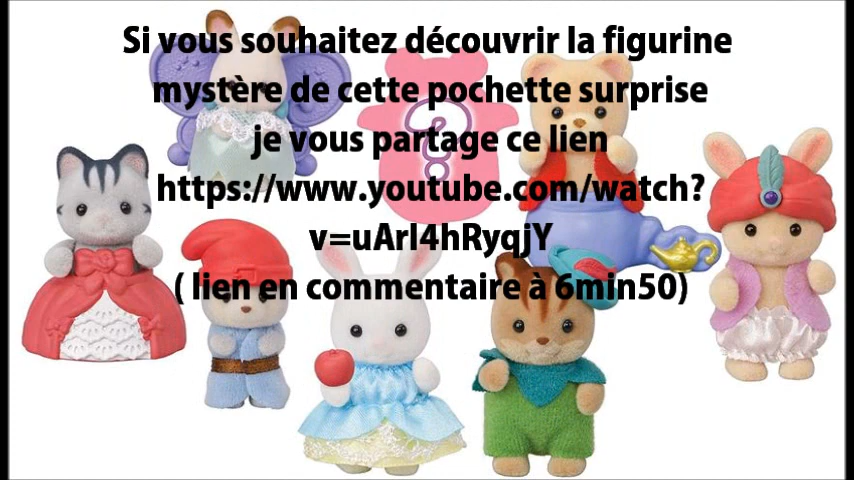 Si vous souhaitez découvrir la figurine
mystère de cette pochette surprise
je vous partage ce lien
https://www.youtube.com/watch?
v=uArI4hRyqjY
( lien en commentaire à 6min50)
?